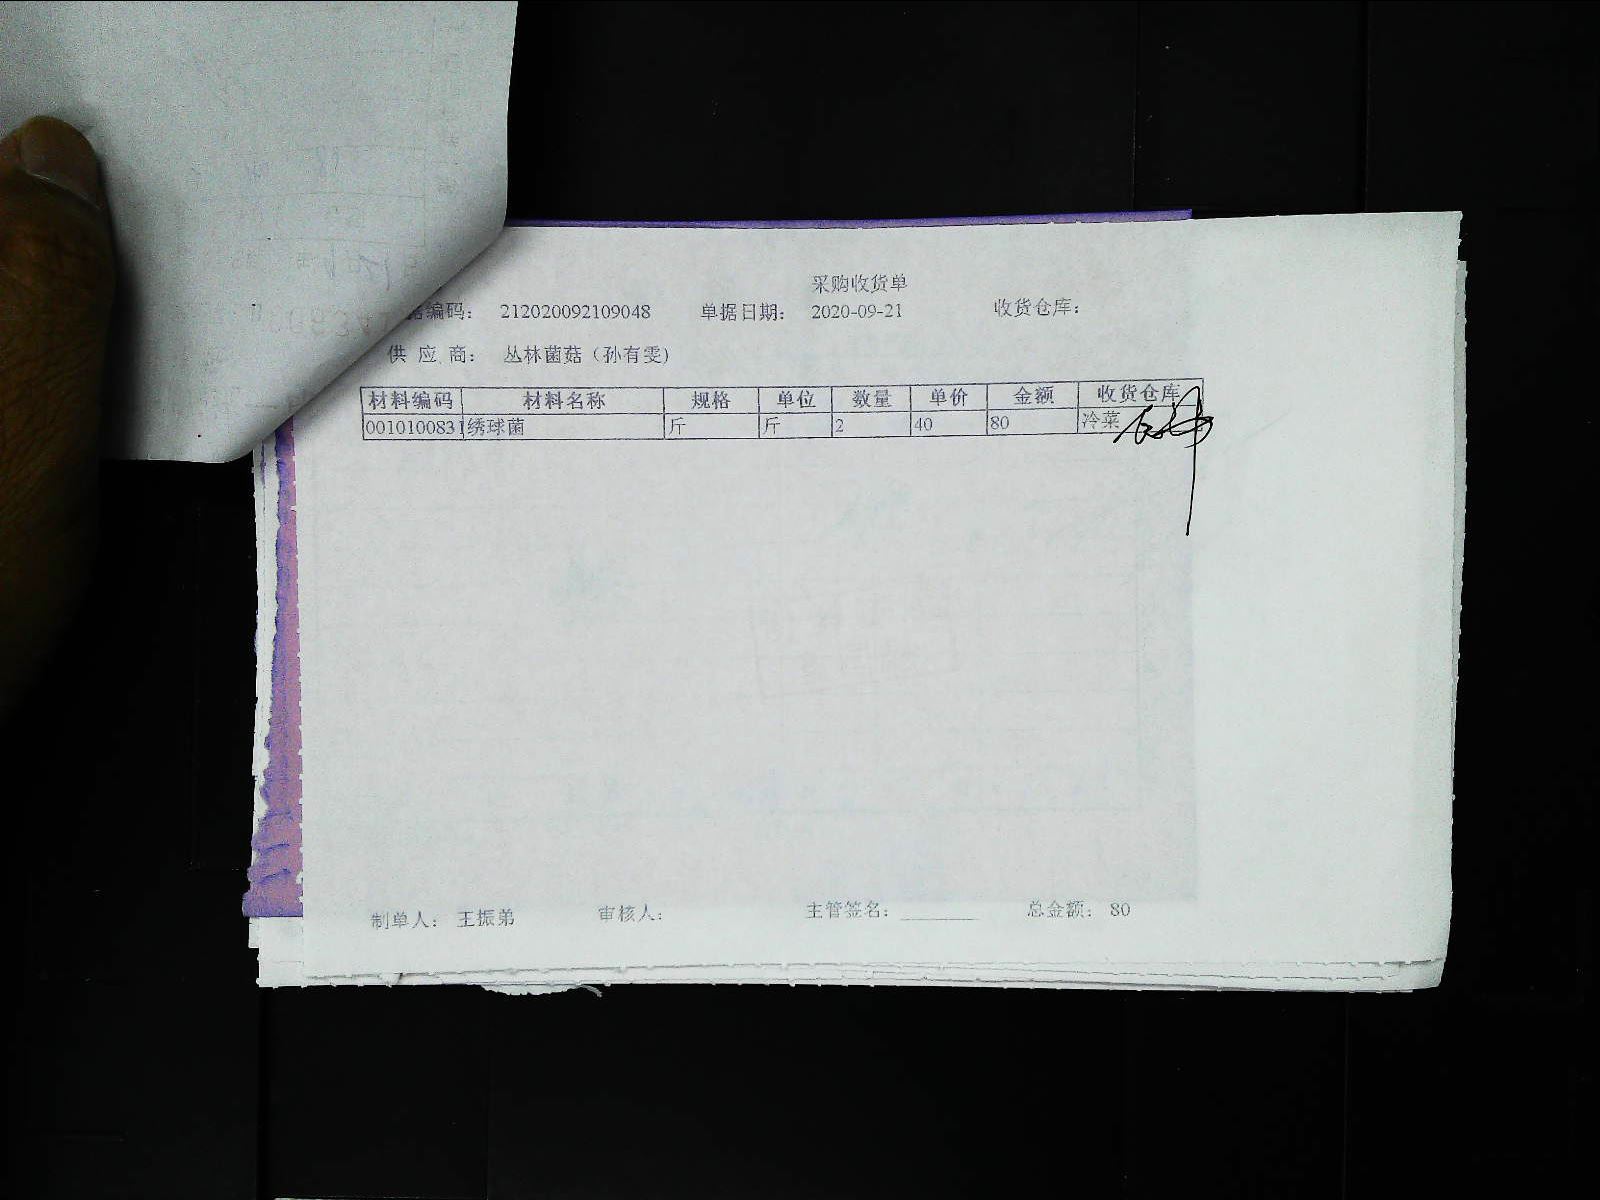 采购收货单
据编码： 212020092109048 单据日期： 2020-09-21 收货仓库：
供 应 商： 丛林菌菇（孙有雯）
材料编码 材料名称 规格 单位 数量 单价 金额 收货仓库
0010100831 绣球菌 斤 斤 2 40 80 冷菜
制单人： 王振弟 审核人： 主管签名：________ 总金额： 80